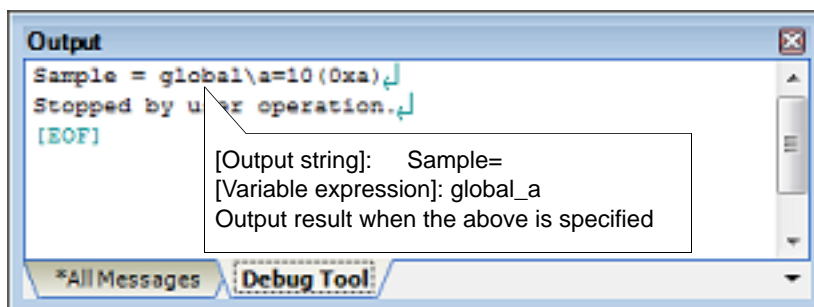 Output
Sample = global\a=10(0xa)↲
Stopped by user operation.↲
[EOF]
[Output string]: Sample=
[Variable expression]: global_a
Output result when the above is specified
*All Messages
Debug Tool